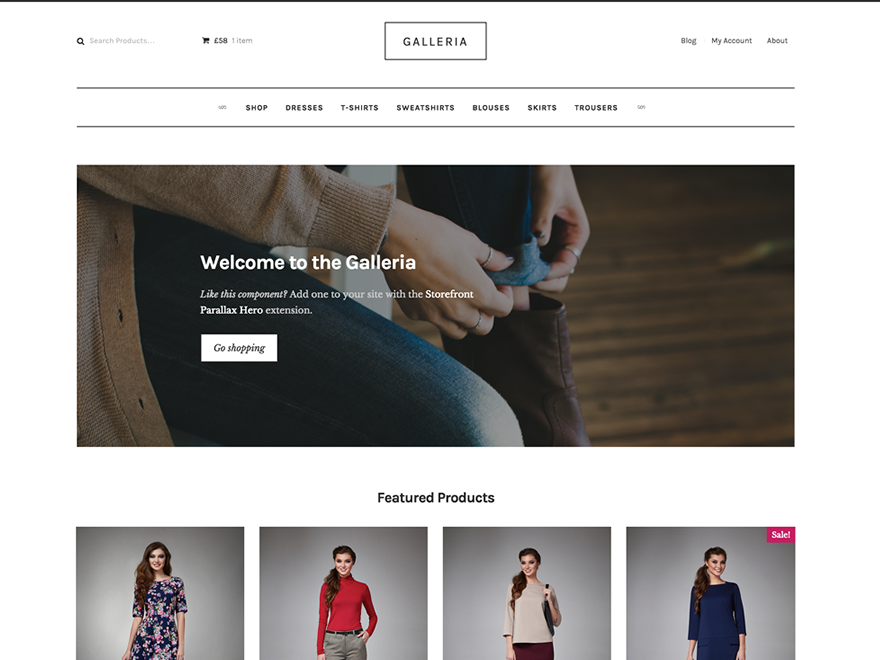 Search Products...
£58 1 item
GALLERIA
Blog
My Account
About
SHOP DRESSES T-SHIRTS SWEATSHIRTS BLOUSES SKIRTS TROUSERS
Welcome to the Galleria
Like this component? Add one to your site with the Storefront
Parallax Hero extension.
Go shopping
Featured Products
Sale!